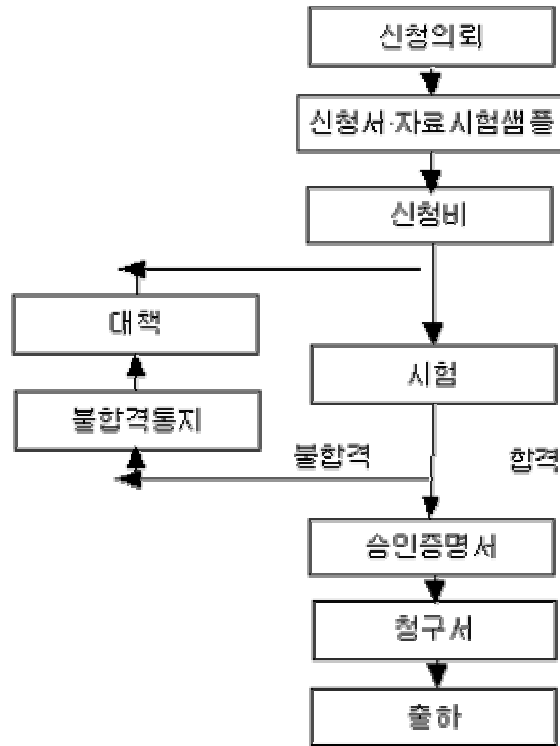 신청의뢰
신청서·자료시험샘플
신청비
대책
시험
불합격통지
불합격
합격
승인증명서
청구서
출하